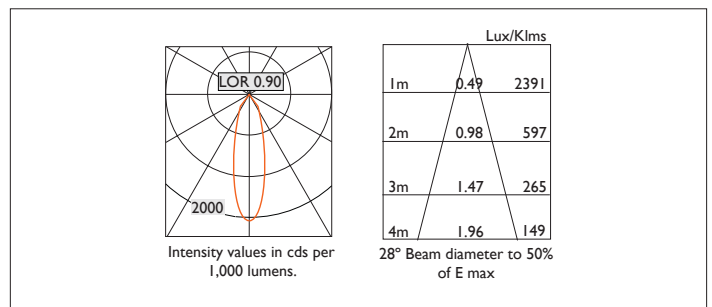 LOR 0.90
2000
Intensity values in cds per
1,000 lumens.
Lux/Klms
1m 0.49 2391
2m 0.98 597
3m 1.47 265
4m 1.96 149
28º Beam diameter to 50%
of E max